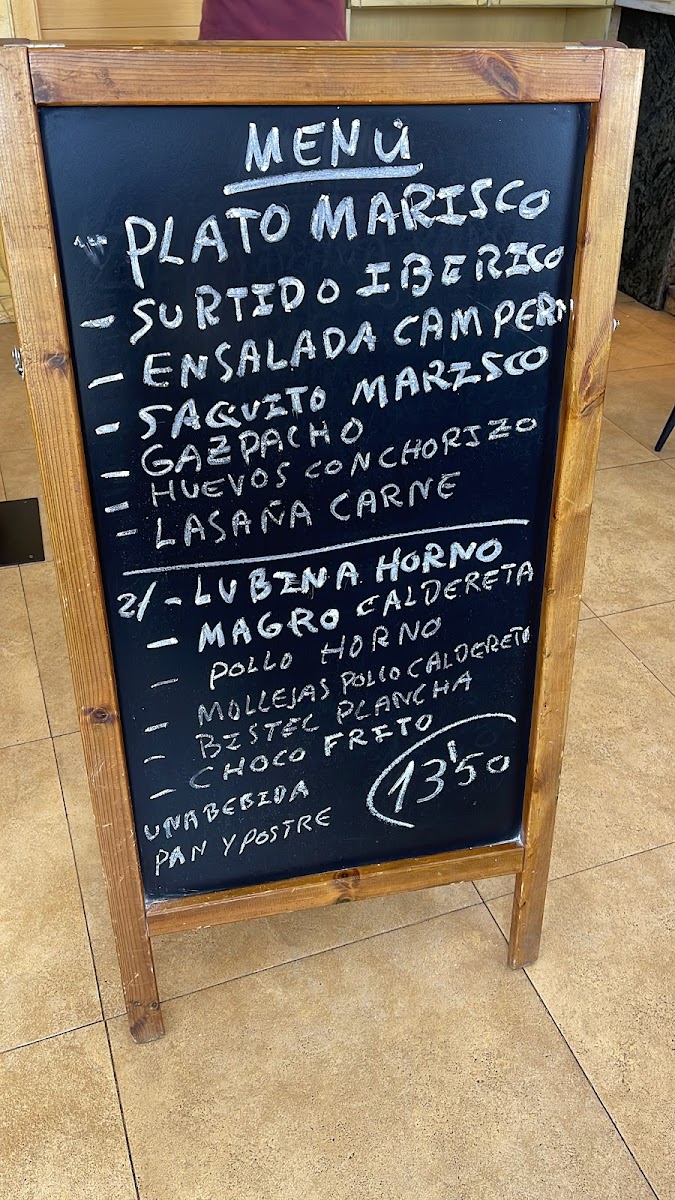 MENÚ
1/- PLATO MARISCO
- SURTIDO IBERICO
- ENSALADA CAMPERA
- SAQUITO MARISCO
- GAZPACHO
- HUEVOS CON CHORIZO
- LASAÑA CARNE
2/- LUBINA HORNO
- MAGRO CALDERETA
- POLLO HORNO
- MOLLEJAS POLLO CALDERETA
- BISTEC PLANCHA
- CHOCO FRITO
UNA BEBIDA
PAN Y POSTRE
13'50